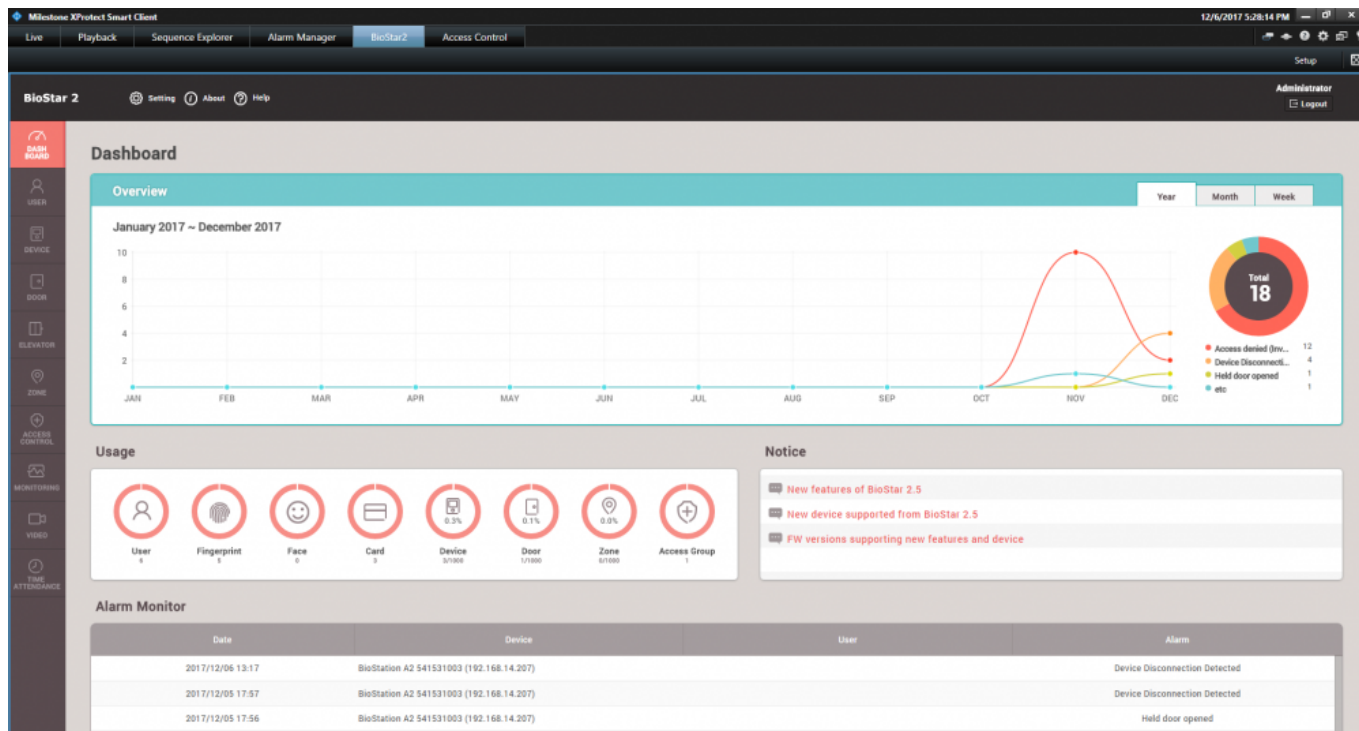 Milestone XProtect Smart Client
12/6/2017 5:28:14 PM
Live Playback Sequence Explorer Alarm Manager BioStar2 Access Control
Setup
BioStar 2 Setting About Help
Administrator
Logout
DASH BOARD
USER
DEVICE
DOOR
ELEVATOR
ZONE
ACCESS CONTROL
MONITORING
VIDEO
TIME ATTENDANCE
Dashboard
Overview
Year Month Week
January 2017 ~ December 2017
10
8
6
4
2
JAN FEB MAR APR MAY JUN JUL AUG SEP OCT NOV DEC
Total
18
Access denied (Inv... 12
Device Disconnecti... 4
Held door opened 1
etc 1
Usage
0.3% 0.1% 0.0%
User Fingerprint Face Card Device Door Zone Access Group
6 5 0 3 3/1000 1/1000 0/1000 1
Notice
New features of BioStar 2.5
New device supported from BioStar 2.5
FW versions supporting new features and device
Alarm Monitor
Date Device User Alarm
2017/12/06 13:17 BioStation A2 541531003 (192.168.14.207) Device Disconnection Detected
2017/12/05 17:57 BioStation A2 541531003 (192.168.14.207) Device Disconnection Detected
2017/12/05 17:56 BioStation A2 541531003 (192.168.14.207) Held door opened